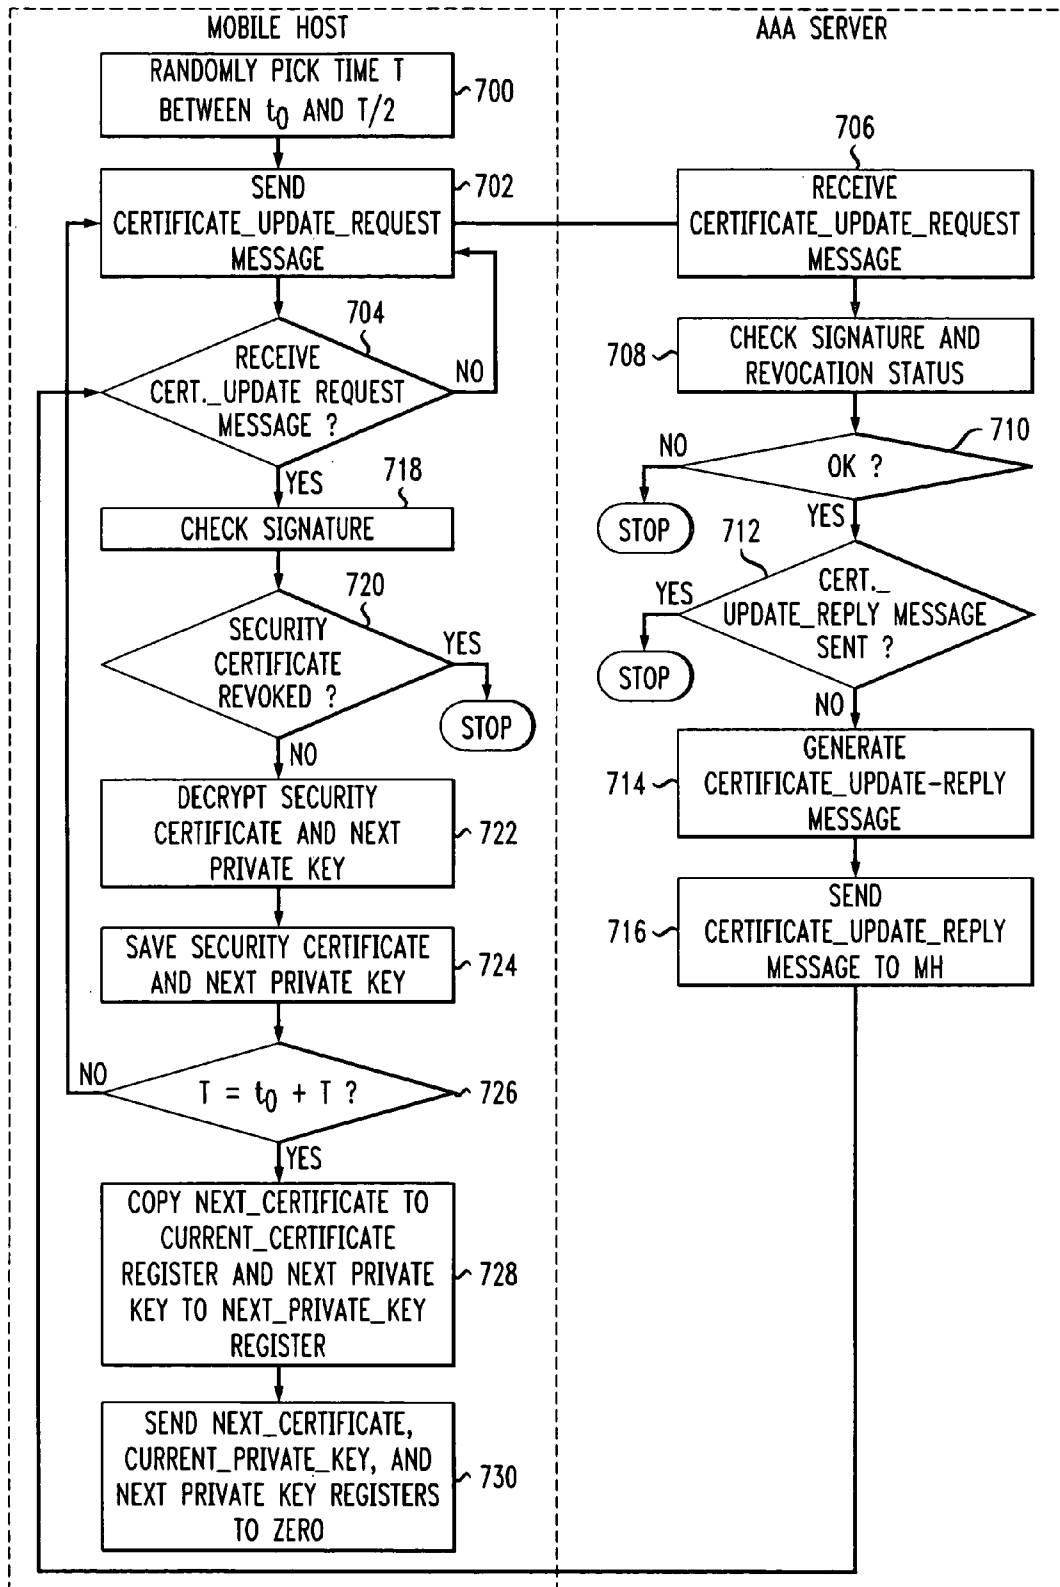 MOBILE HOST
RANDOMLY PICK TIME T
BETWEEN t0 AND T/2
700
SEND
CERTIFICATE_UPDATE_REQUEST
MESSAGE
702
704
RECEIVE
CERT._UPDATE REQUEST
MESSAGE ?
NO
YES
718
CHECK SIGNATURE
720
SECURITY
CERTIFICATE
REVOKED ?
YES
STOP
NO
DECRYPT SECURITY
CERTIFICATE AND NEXT
PRIVATE KEY
722
SAVE SECURITY CERTIFICATE
AND NEXT PRIVATE KEY
724
NO
T = t0 + T ?
726
YES
COPY NEXT_CERTIFICATE TO
CURRENT_CERTIFICATE
REGISTER AND NEXT PRIVATE
KEY TO NEXT_PRIVATE_KEY
REGISTER
728
SEND NEXT_CERTIFICATE,
CURRENT_PRIVATE_KEY, AND
NEXT PRIVATE KEY REGISTERS
TO ZERO
730
AAA SERVER
706
RECEIVE
CERTIFICATE_UPDATE_REQUEST
MESSAGE
708
CHECK SIGNATURE AND
REVOCATION STATUS
710
NO
OK ?
STOP
YES
712
CERT._
UPDATE_REPLY MESSAGE
SENT ?
YES
STOP
NO
GENERATE
CERTIFICATE_UPDATE-REPLY
MESSAGE
714
SEND
CERTIFICATE_UPDATE_REPLY
MESSAGE TO MH
716